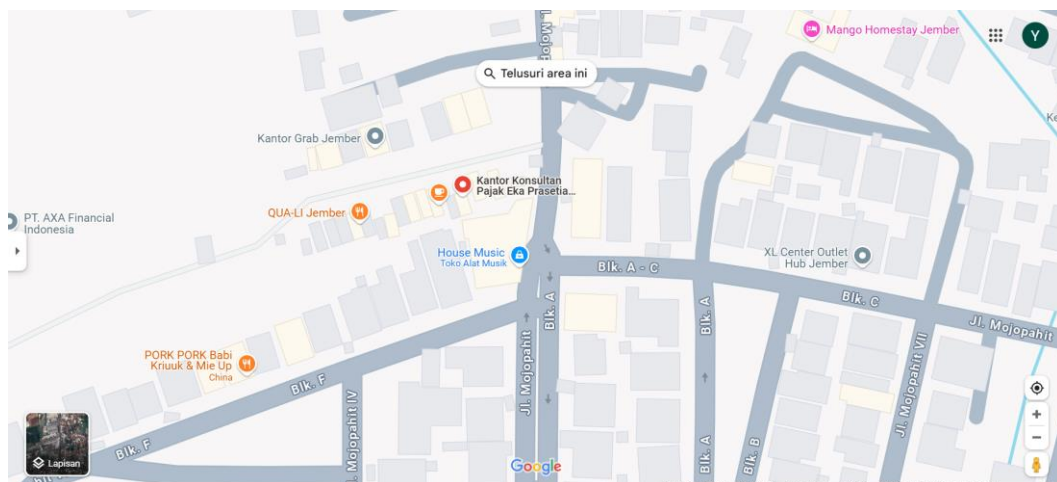 L. Mojop
Mango Homestay Jember
Y
Telusuri area ini
Kantor Grab Jember
Ke
Kantor Konsultan
Pajak Eka Prasetia...
QUA-LI Jember
PT. AXA Financial
Indonesia
House Music
Toko Alat Musik
XL Center Outlet
Hub Jember
Blk. A - C
Blk. C
Jl. Mojopahit
Blk. A
Blk. A
PORK PORK Babi
Kriuuk & Mie Up
China
Blk. F
Jl. Mojopahit
Jl. Mojopahit VII
l. Mojopahit IV
Blk. F
Blk. A
Blk. B
Lapisan
Google